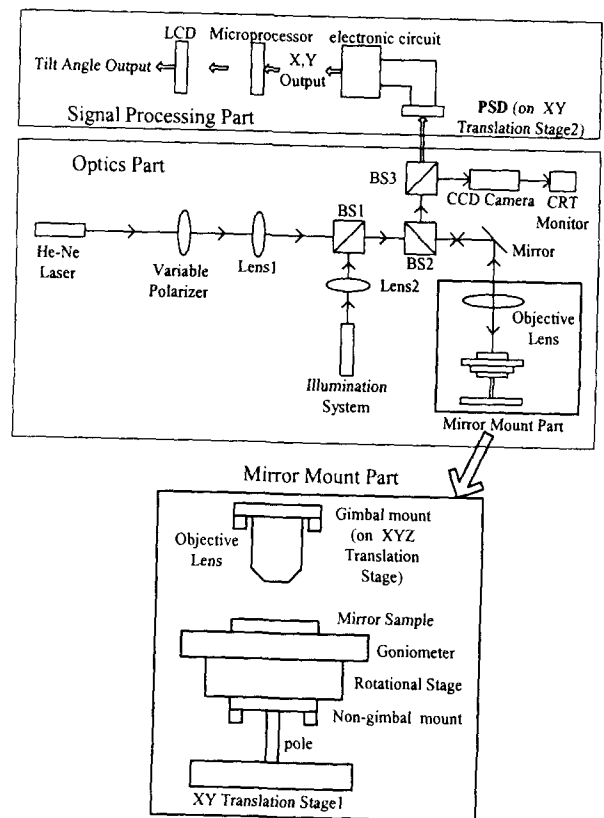 LCD
Microprocessor
electronic circuit
Tilt Angle Output
X,Y
Output
PSD (on XY
Translation Stage2)
Signal Processing Part
Optics Part
BS3
CCD Camera
CRT
Monitor
BS1
BS2
Mirror
He-Ne
Laser
Variable
Polarizer
Lens1
Lens2
Objective
Lens
Illumination
System
Mirror Mount Part
Mirror Mount Part
Objective
Lens
Gimbal mount
(on XYZ
Translation
Stage)
Mirror Sample
Goniometer
Rotational Stage
Non-gimbal mount
pole
XY Translation Stage1